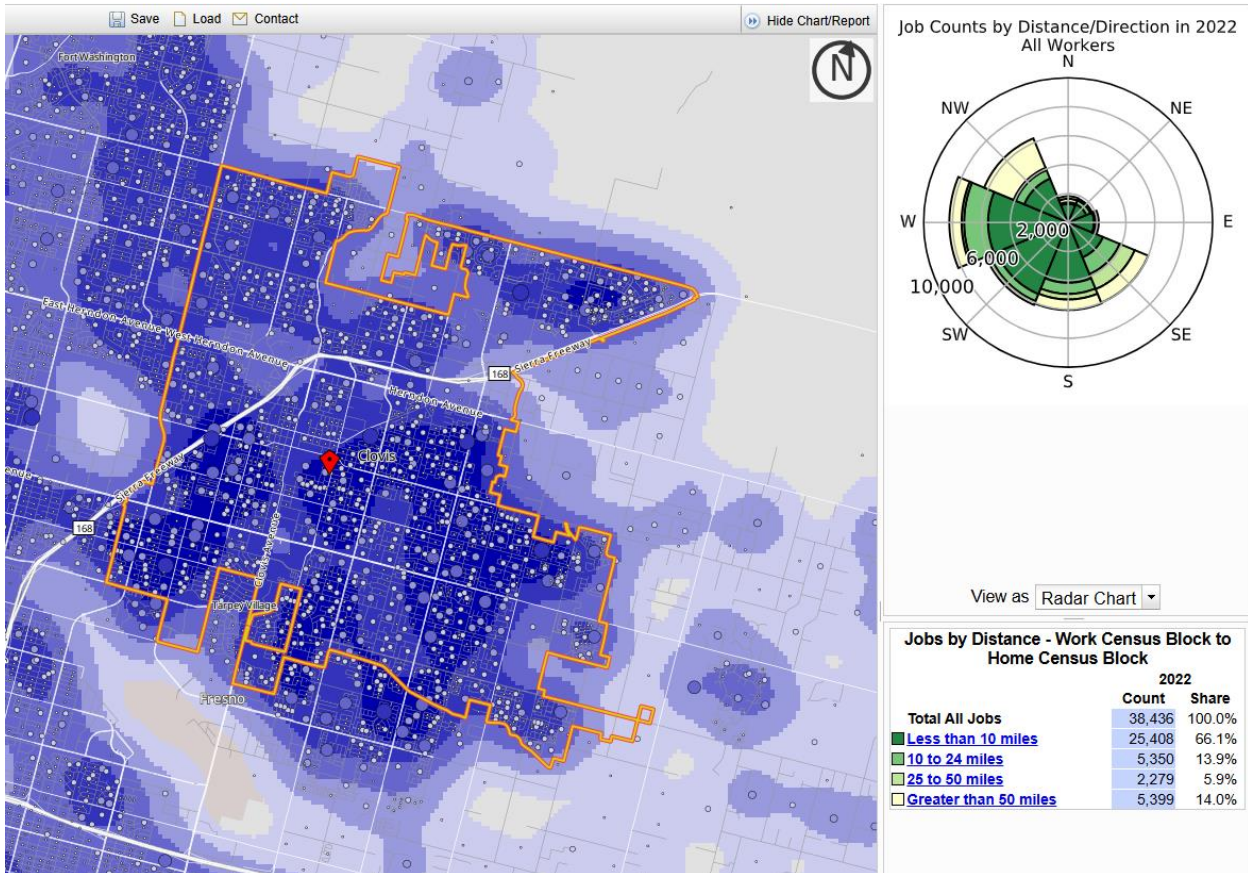 Save Load Contact
Hide Chart/Report
Fort Washington
N
East Herndon Avenue West Herndon Avenue
Sierra Freeway
168
Herndon Avenue
Clovis
enue
Sierra Freeway
168
Clovis Avenue
Tarpey Village
Fresno
Job Counts by Distance/Direction in 2022
All Workers
N
NW
NE
W
E
2,000
6,000
10,000
SW
SE
S
View as Radar Chart
Jobs by Distance - Work Census Block to
Home Census Block
2022
Count Share
Total All Jobs 38,436 100.0%
Less than 10 miles 25,408 66.1%
10 to 24 miles 5,350 13.9%
25 to 50 miles 2,279 5.9%
Greater than 50 miles 5,399 14.0%